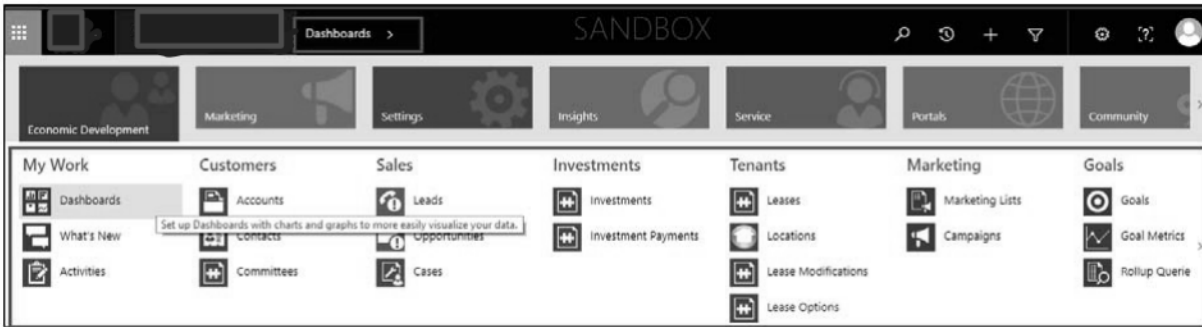 Dashboards >
SANDBOX
Economic Development
Marketing
Settings
Insights
Service
Portals
Community
My Work
Dashboards
What's New
Activities
Customers
Accounts
Contacts
Committees
Set up Dashboards with charts and graphs to more easily visualize your data.
Sales
Leads
Opportunities
Cases
Investments
Investments
Investment Payments
Tenants
Leases
Locations
Lease Modifications
Lease Options
Marketing
Marketing Lists
Campaigns
Goals
Goals
Goal Metrics
Rollup Querie